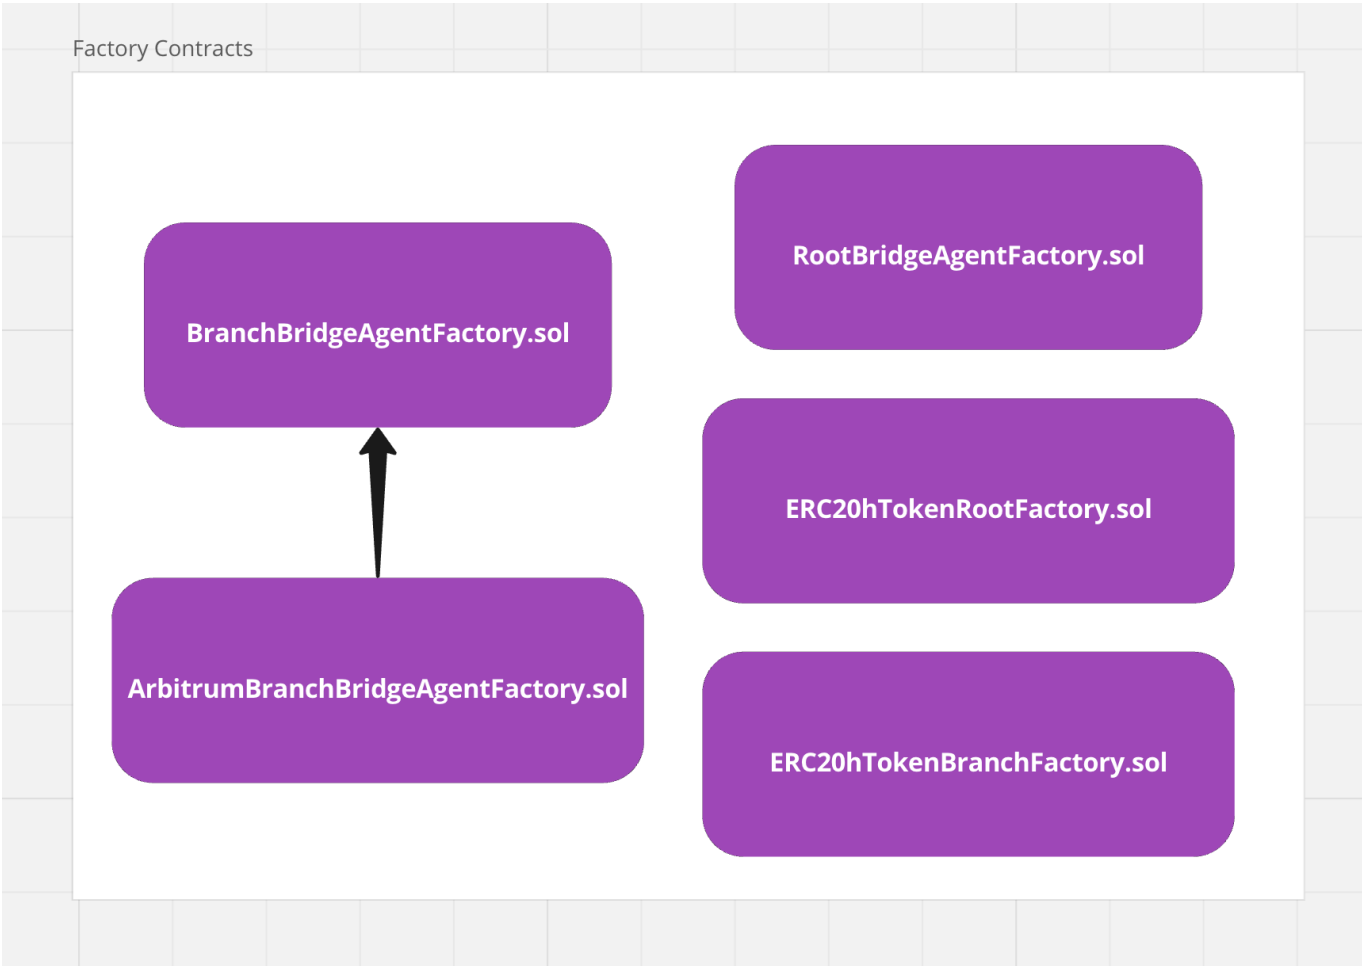 Factory Contracts
BranchBridgeAgentFactory.sol
ArbitrumBranchBridgeAgentFactory.sol
RootBridgeAgentFactory.sol
ERC20hTokenRootFactory.sol
ERC20hTokenBranchFactory.sol